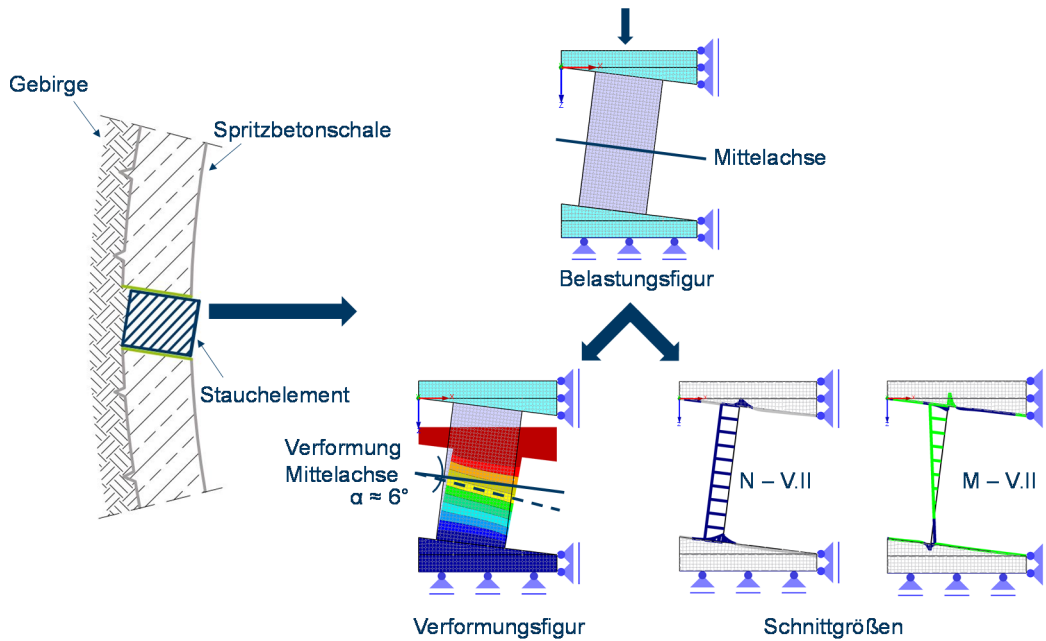 Gebirge
Spritzbetonschale
Stauchelement
x
z
Mittelachse
Belastungsfigur
x
z
Verformung
Mittelachse
α ≈ 6°
Verformungsfigur
x
z
N – V.II
x
z
M – V.II
Schnittgrößen